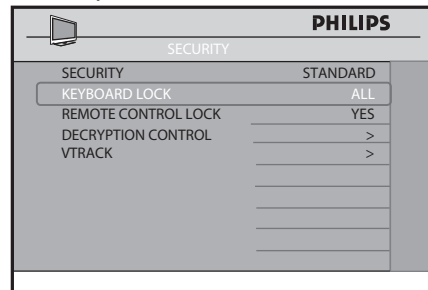 PHILIPS
SECURITY
SECURITY STANDARD
KEYBOARD LOCK ALL
REMOTE CONTROL LOCK YES
DECRYPTION CONTROL >
VTRACK >